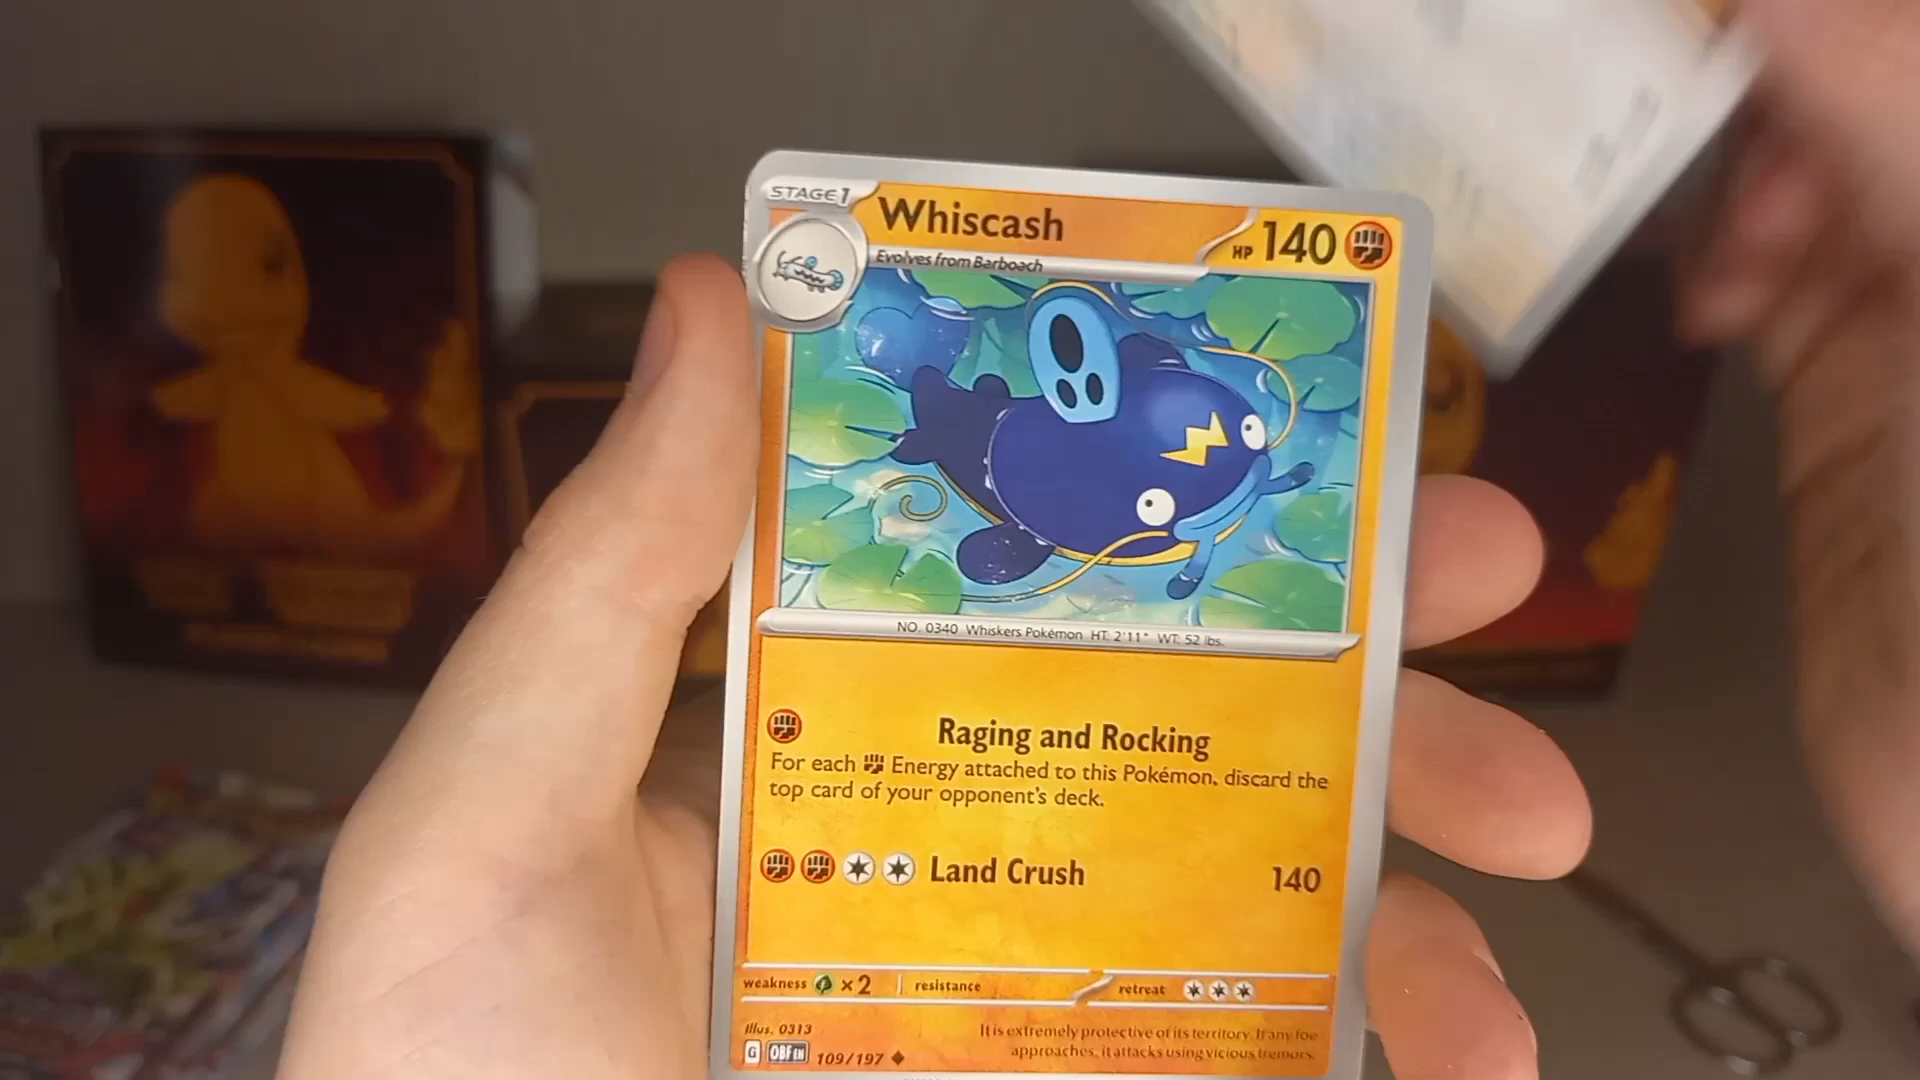 STAGE 1
Whiscash
HP 140
Evolves from Barboach
NO. 0340 Whiskers Pokémon HT: 2'11" WT: 52 lbs.
Raging and Rocking
For each Energy attached to this Pokémon, discard the
top card of your opponent's deck.
Land Crush 140
weakness ×2 resistance retreat
Illus. 0313
It is extremely protective of its territory. If any foe
approaches, it attacks using vicious tremors.
G OBF EN 109/197